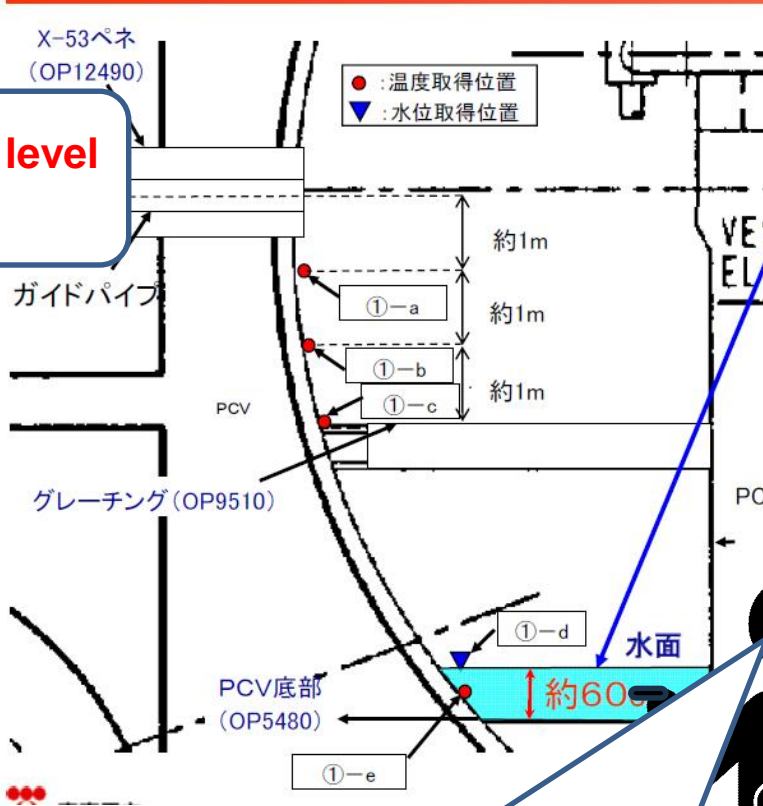 X-53ペネ
(OP12490)
:温度取得位置
:水位取得位置
level
約1m
ガイドパイプ
①-a
約1m
①-b
約1m
①-c
PCV
グレーチング(OP9510)
①-d
水面
PCV底部
(OP5480)
①-e